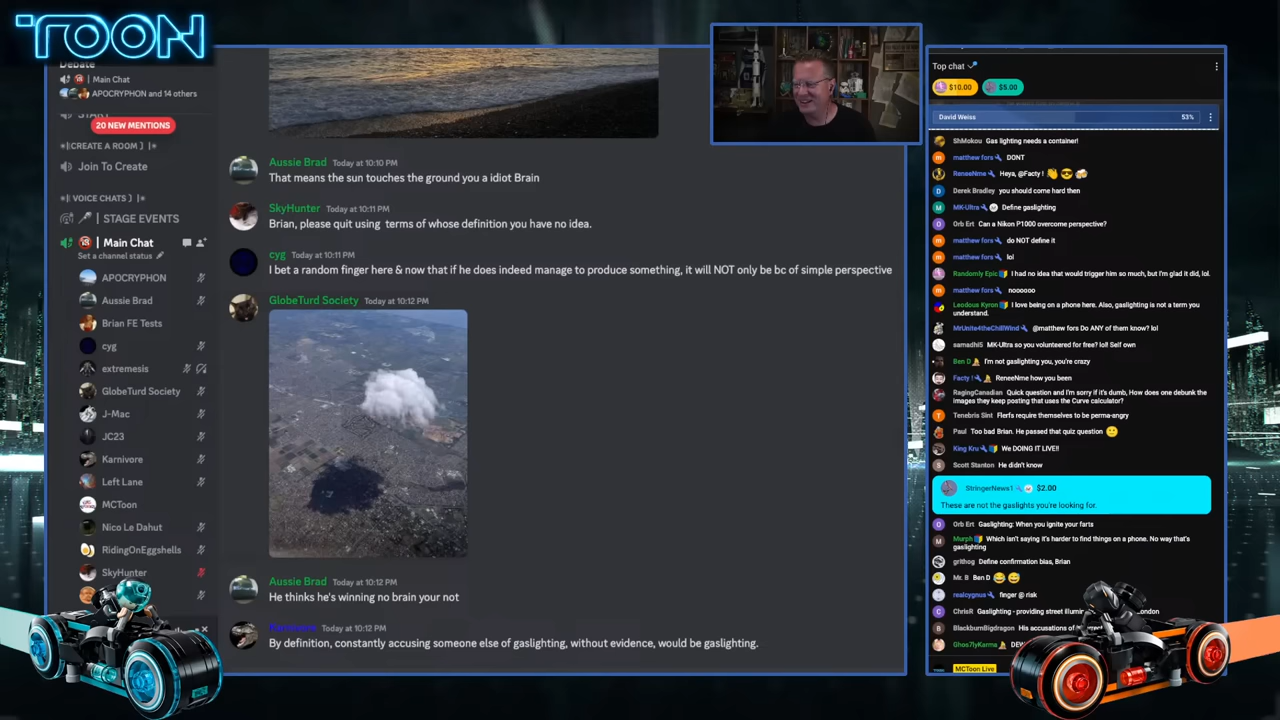 TOON
Debate
Main Chat
APOCRYPHON and 14 others
START
20 NEW MENTIONS
CREATE A ROOM
Join To Create
VOICE CHATS
STAGE EVENTS
Main Chat
Set a channel status
APOCRYPHON
Aussie Brad
Brian FE Tests
cyg
extremesis
GlobeTurd Society
J-Mac
JC23
Karnivore
Left Lane
MCToon
Nico Le Dahut
RidingOnEggshells
SkyHunter
Aussie Brad Today at 10:10 PM
That means the sun touches the ground you a idiot Brain
SkyHunter Today at 10:11 PM
Brian, please quit using terms of whose definition you have no idea.
cyg Today at 10:11 PM
I bet a random finger here & now that if he does indeed manage to produce something, it will NOT only be bc of simple perspective
GlobeTurd Society Today at 10:12 PM
Aussie Brad Today at 10:12 PM
He thinks he's winning no brain your not
Today at 10:12 PM
By definition, constantly accusing someone else of gaslighting, without evidence, would be gaslighting.
Top chat
$10.00 $5.00
David Weiss 53%
ShMokou Gas lighting needs a container!
matthew fors DONT
ReneeNme Heya, @Facty !
Derek Bradley you should come hard then
MK-Ultra Define gaslighting
Orb Ert Can a Nikon P1000 overcome perspective?
matthew fors do NOT define it
matthew fors lol
Randomly Epic I had no idea that would trigger him so much, but I'm glad it did, lol.
matthew fors noooooo
Leodous Kyron I love being on a phone here. Also, gaslighting is not a term you
understand.
MrUnite4theChillWind @matthew fors Do ANY of them know? lol
samadhi5 MK-Ultra so you volunteered for free? lol! Self own
Ben D I'm not gaslighting you, you're crazy
Facty ! ReneeNme how you been
RagingCanadian Quick question and I'm sorry if it's dumb, How does one debunk the
images they keep posting that uses the Curve calculator?
Tenebris Sint Flerfs require themselves to be perma-angry
Paul Too bad Brian. He passed that quiz question
King Kru We DOING IT LIVE!!
Scott Stanton He didn't know
StringerNews1 $2.00
These are not the gaslights you're looking for.
Orb Ert Gaslighting: When you ignite your farts
Murph Which isn't saying it's harder to find things on a phone. No way that's
gaslighting
grithog Define confirmation bias, Brian
Mr. B Ben D
realcygnus finger @ risk
ChrisR Gaslighting - providing street illumin London
BlackburnBigdragon His accusations of
Ghos7lyKarma
MCToon Live